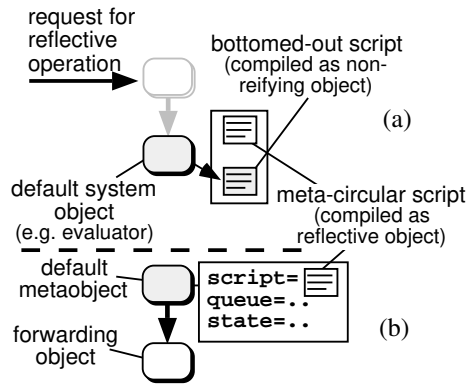 request for
reflective
operation
bottomed-out script
(compiled as non-
reifying object)
(a)
default system
object
(e.g. evaluator)
meta-circular script
(compiled as
reflective object)
default
metaobject
script=
queue=..
state=..
(b)
forwarding
object